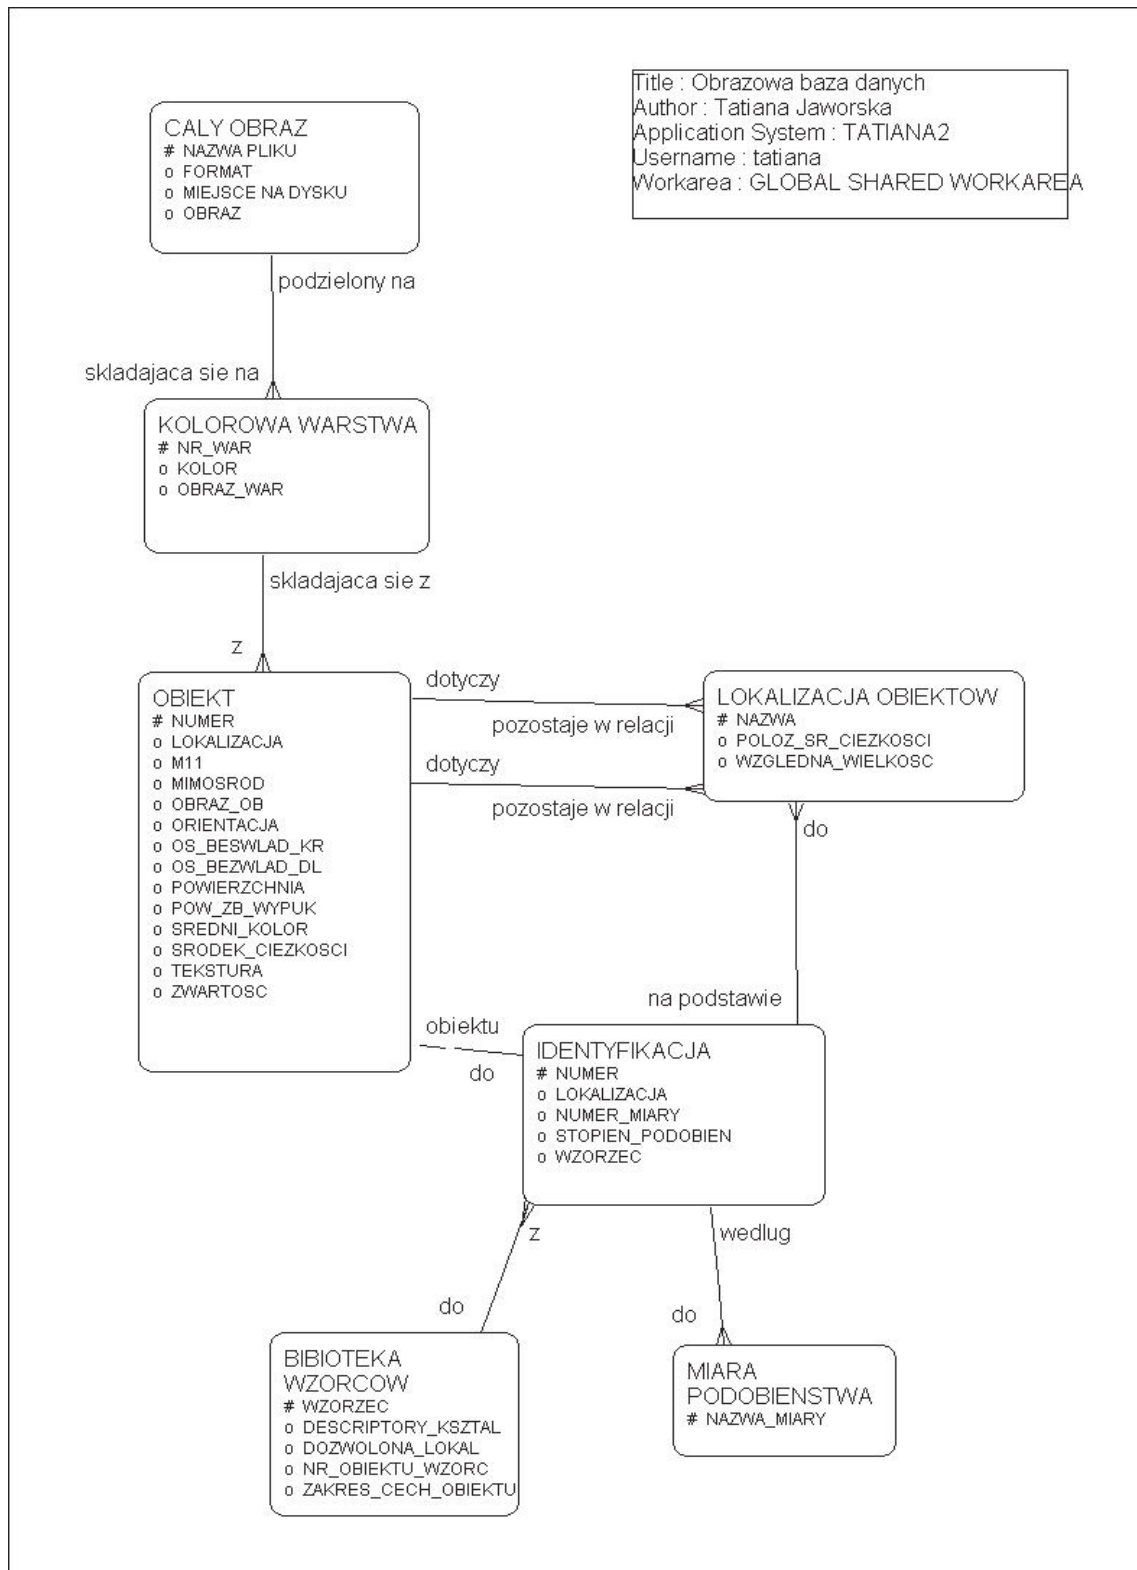 Title : Obrazowa baza danych
Author : Tatiana Jaworska
Application System : TATIANA2
Username : tatiana
Workarea : GLOBAL SHARED WORKAREA
CALY OBRAZ
# NAZWA PLIKU
o FORMAT
o MIEJSCE NA DYSKU
o OBRAZ
podzielony na
skladajaca sie na
KOLOROWA WARSTWA
# NR_WAR
o KOLOR
o OBRAZ_WAR
skladajaca sie z
z
OBIEKT
# NUMER
o LOKALIZACJA
o M11
o MIMOSROD
o OBRAZ_OB
o ORIENTACJA
o OS_BESWLAD_KR
o OS_BEZWLAD_DL
o POWIERZCHNIA
o POW_ZB_WYPUK
o SREDNI_KOLOR
o SRODEK_CIEZKOSCI
o TEKSTURA
o ZWARTOSC
dotyczy
pozostaje w relacji
dotyczy
pozostaje w relacji
LOKALIZACJA OBIEKTOW
# NAZWA
o POLOZ_SR_CIEZKOSCI
o WZGLEDNA_WIELKOSC
do
na podstawie
obiektu
do
IDENTYFIKACJA
# NUMER
o LOKALIZACJA
o NUMER_MIARY
o STOPIEN_PODOBIEN
o WZORZEC
z
wedlug
do
do
BIBIOTEKA
WZORCOW
# WZORZEC
o DESCRIPTORY_KSZTAL
o DOZWOLONA_LOKAL
o NR_OBIEKTU_WZORC
o ZAKRES_CECH_OBIEKTU
MIARA
PODOBIENSTWA
# NAZWA_MIARY